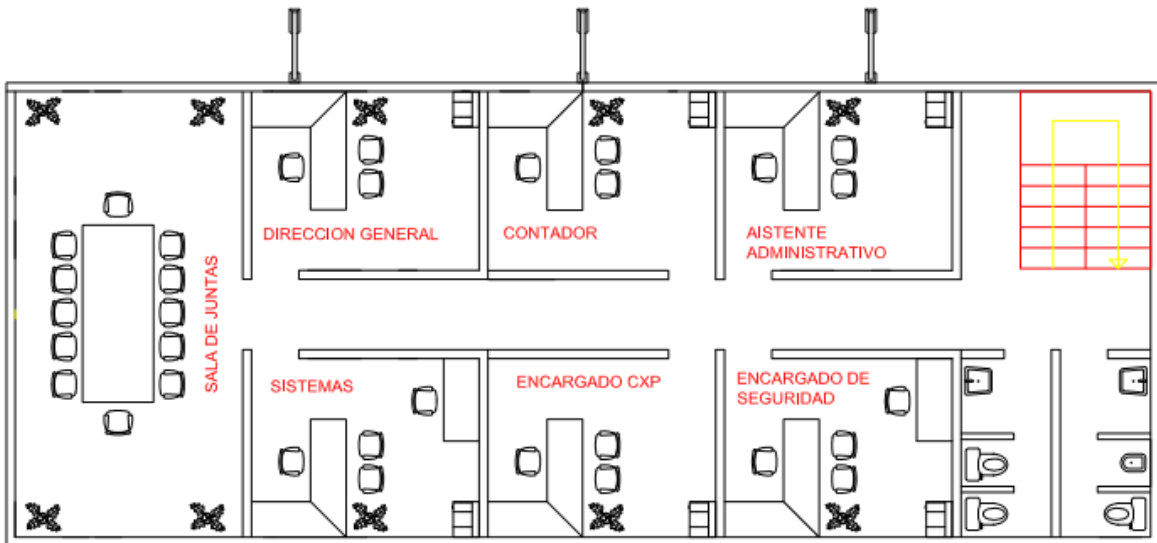 DIRECCION GENERAL
CONTADOR
AISTENTE
ADMINISTRATIVO
SALA DE JUNTAS
SISTEMAS
ENCARGADO CXP
ENCARGADO DE
SEGURIDAD